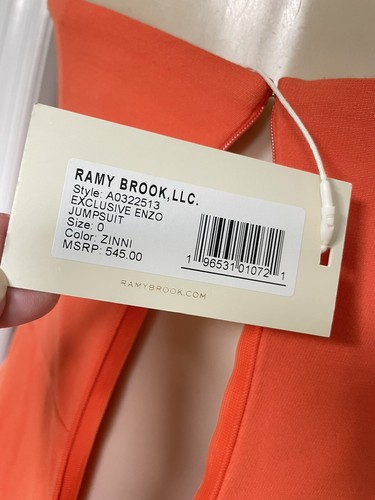 RAMY BROOK,LLC.
Style: A0322513
EXCLUSIVE ENZO
JUMPSUIT
Size: 0
Color: ZINNI
MSRP: 545.00
1 96531 01072 1
RAMYBROOK.COM